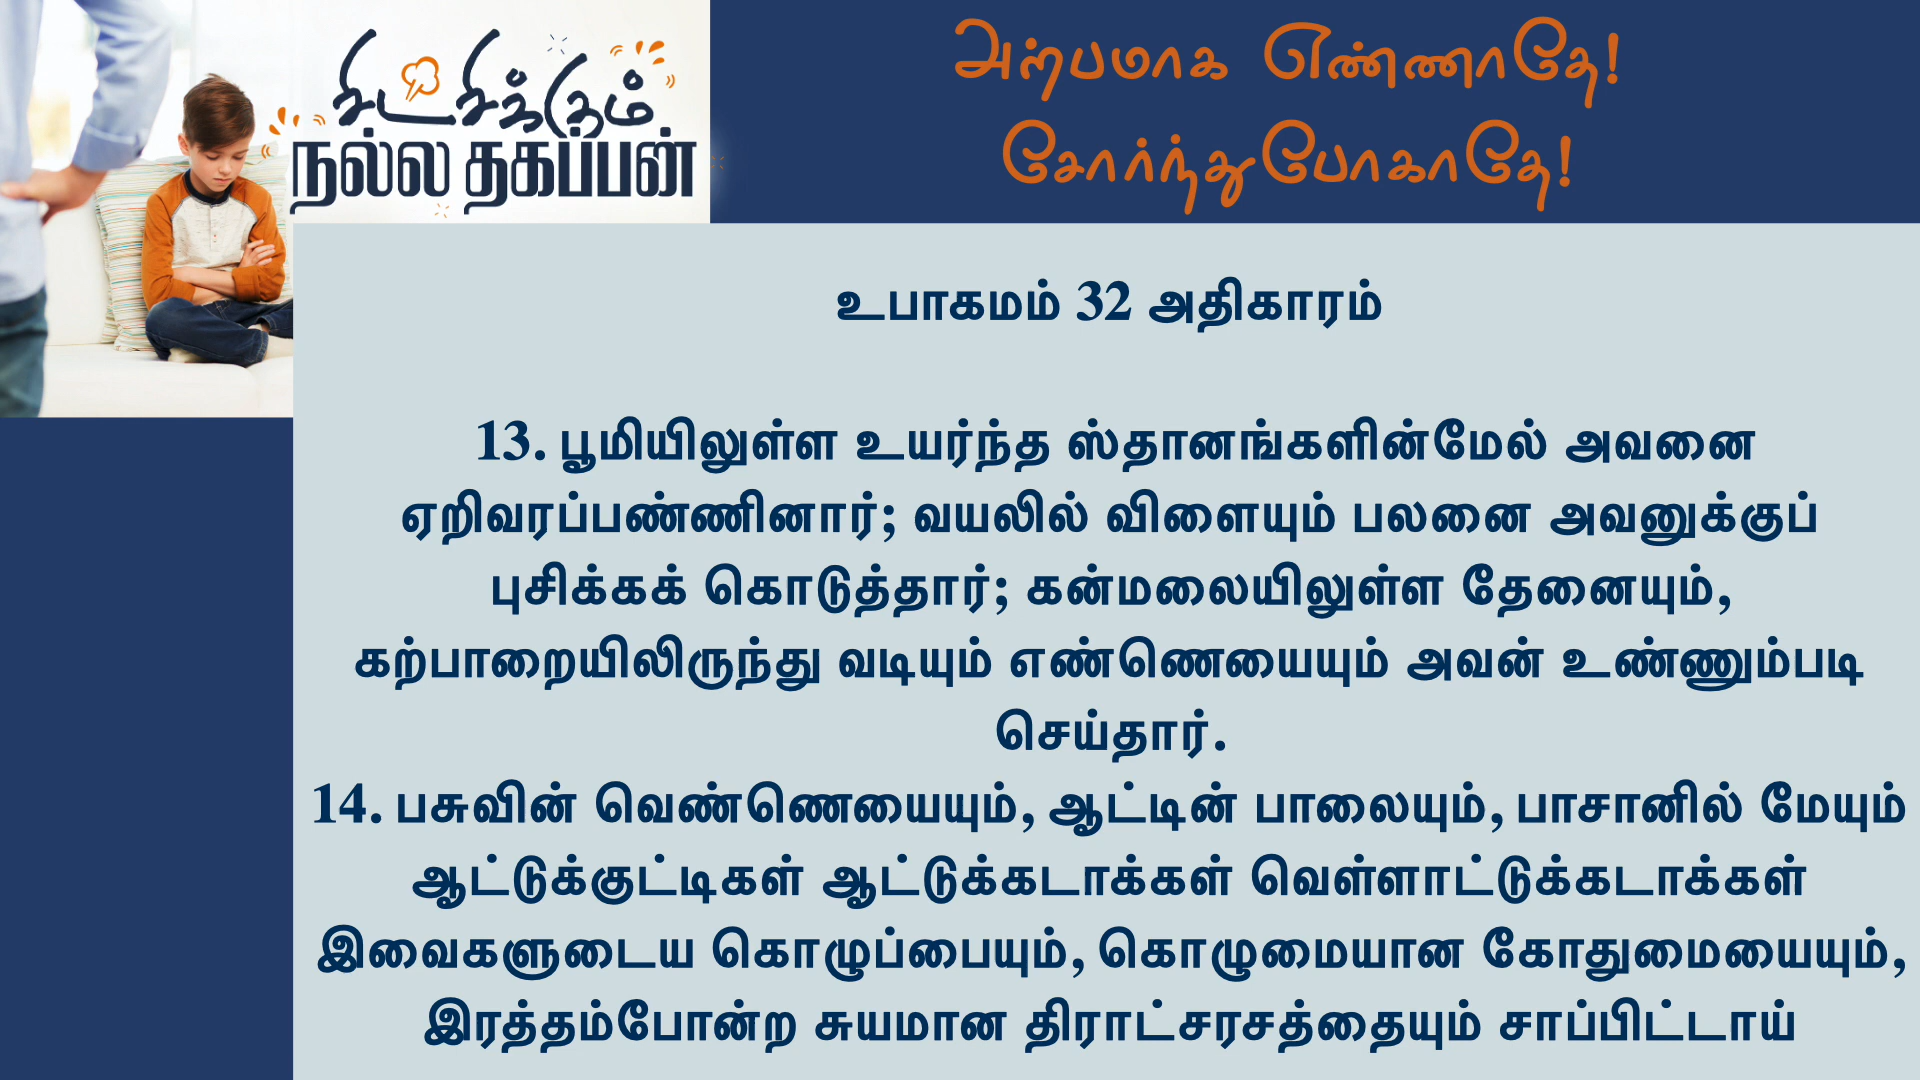 சிட்சிக்கும்
நல்ல தகப்பன்
அற்பமாக எண்ணாதே!
சோர்ந்துபோகாதே!
உபாகமம் 32 அதிகாரம்
13. பூமியிலுள்ள உயர்ந்த ஸ்தானங்களின்மேல் அவனை
ஏறிவரப்பண்ணினார்; வயலில் விளையும் பலனை அவனுக்குப்
புசிக்கக் கொடுத்தார்; கன்மலையிலுள்ள தேனையும்,
கற்பாறையிலிருந்து வடியும் எண்ணெயையும் அவன் உண்ணும்படி
செய்தார்.
14. பசுவின் வெண்ணெயையும், ஆட்டின் பாலையும், பாசானில் மேயும்
ஆட்டுக்குட்டிகள் ஆட்டுக்கடாக்கள் வெள்ளாட்டுக்கடாக்கள்
இவைகளுடைய கொழுப்பையும், கொழுமையான கோதுமையையும்,
இரத்தம்போன்ற சுயமான திராட்சரசத்தையும் சாப்பிட்டாய்